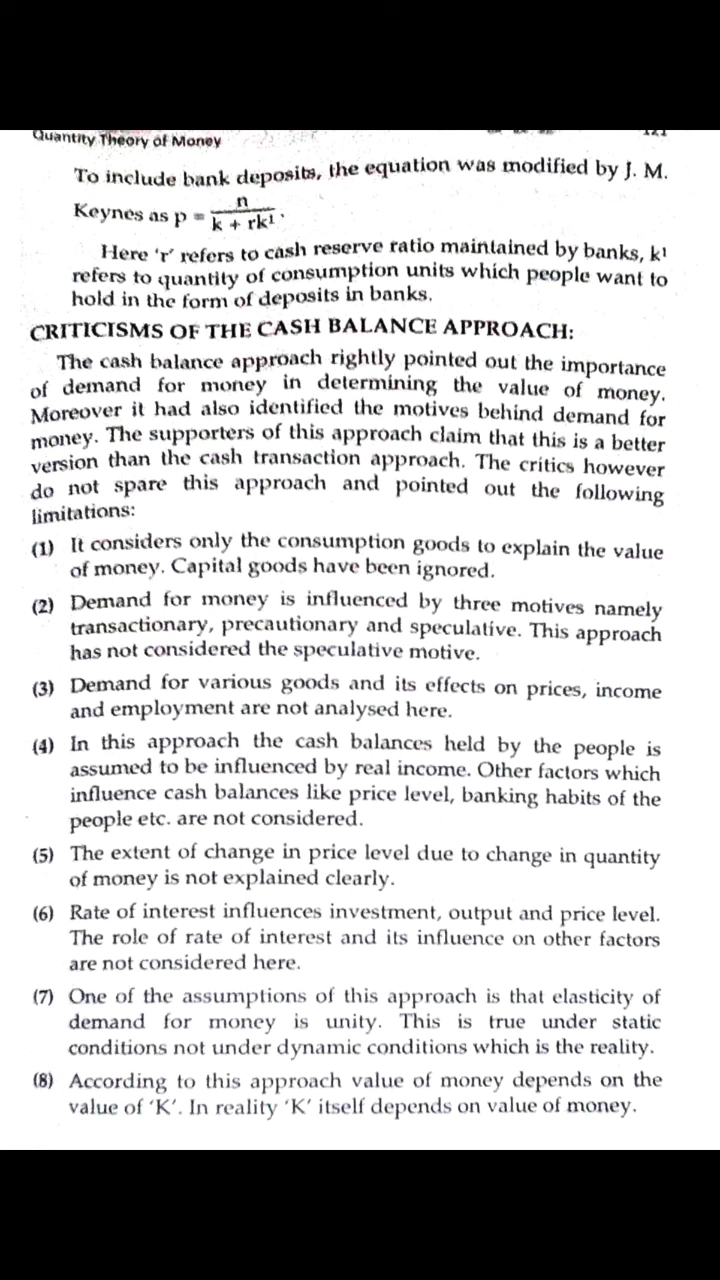 Quantity Theory of Money 121
To include bank deposits, the equation was modified by J. M.
Keynes as p = n / k + rk¹ .
Here 'r' refers to cash reserve ratio maintained by banks, k¹
refers to quantity of consumption units which people want to
hold in the form of deposits in banks.
CRITICISMS OF THE CASH BALANCE APPROACH:
The cash balance approach rightly pointed out the importance
of demand for money in determining the value of money.
Moreover it had also identified the motives behind demand for
money. The supporters of this approach claim that this is a better
version than the cash transaction approach. The critics however
do not spare this approach and pointed out the following
limitations:
(1) It considers only the consumption goods to explain the value
of money. Capital goods have been ignored.
(2) Demand for money is influenced by three motives namely
transactionary, precautionary and speculative. This approach
has not considered the speculative motive.
(3) Demand for various goods and its effects on prices, income
and employment are not analysed here.
(4) In this approach the cash balances held by the people is
assumed to be influenced by real income. Other factors which
influence cash balances like price level, banking habits of the
people etc. are not considered.
(5) The extent of change in price level due to change in quantity
of money is not explained clearly.
(6) Rate of interest influences investment, output and price level.
The role of rate of interest and its influence on other factors
are not considered here.
(7) One of the assumptions of this approach is that elasticity of
demand for money is unity. This is true under static
conditions not under dynamic conditions which is the reality.
(8) According to this approach value of money depends on the
value of 'K'. In reality 'K' itself depends on value of money.